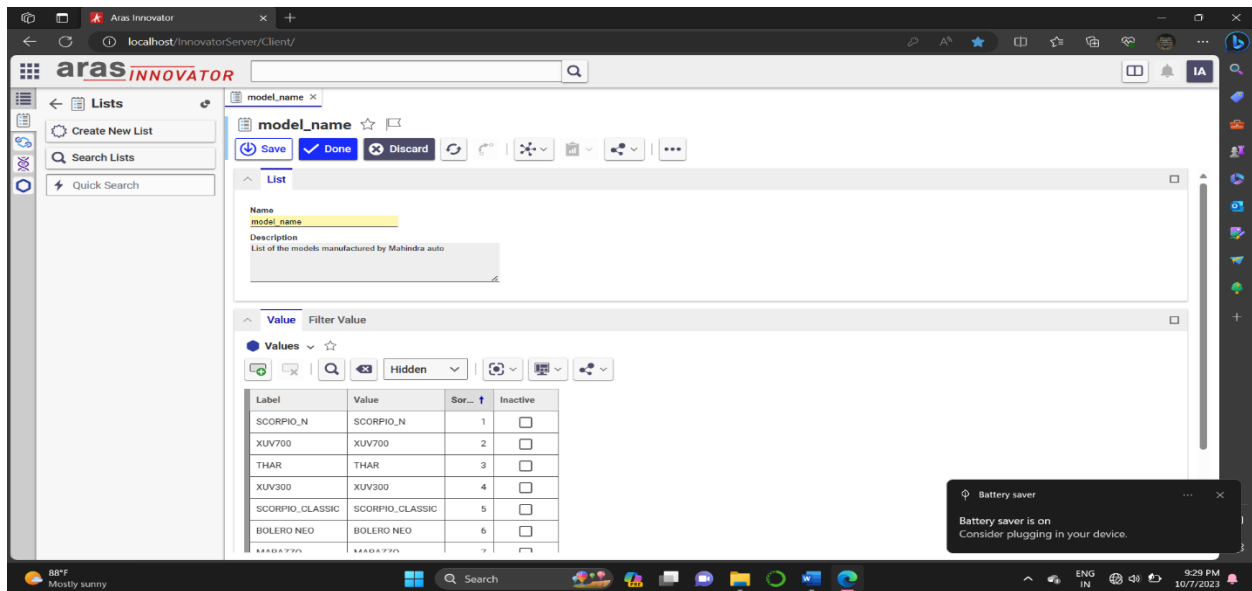 Aras Innovator
localhost/InnovatorServer/Client/
aras INNOVATOR
IA
Lists
Create New List
Search Lists
Quick Search
model_name
model_name
Save Done Discard
List
Name
model_name
Description
List of the models manufactured by Mahindra auto
Value Filter Value
Values
Hidden
Label Value Sor... Inactive
SCORPIO_N SCORPIO_N 1
XUV700 XUV700 2
THAR THAR 3
XUV300 XUV300 4
SCORPIO_CLASSIC SCORPIO_CLASSIC 5
BOLERO NEO BOLERO NEO 6
MARAZZO MARAZZO 7
Battery saver
Battery saver is on
Consider plugging in your device.
88°F
Mostly sunny
Search
ENG
IN
9:29 PM
10/7/2023